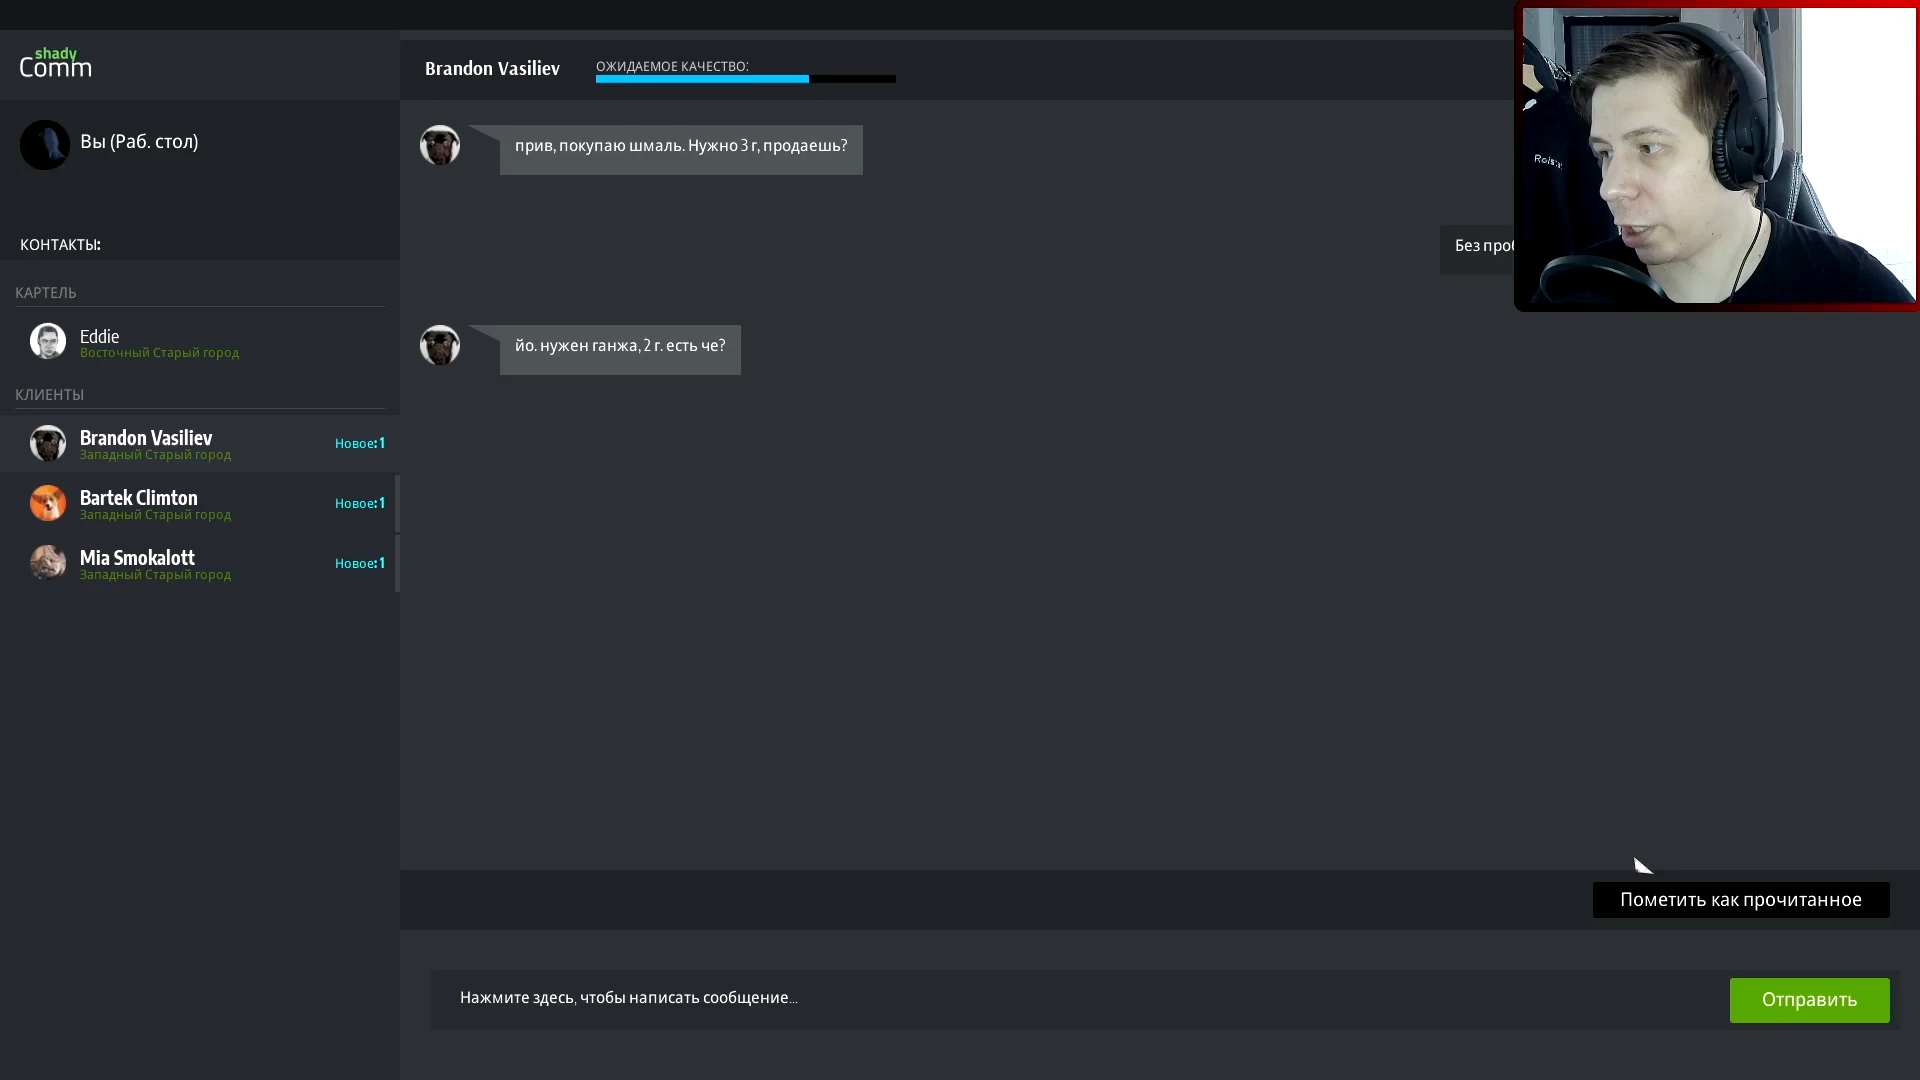 shady
Comm
Вы (Раб. стол)
КОНТАКТЫ:
КАРТЕЛЬ
Eddie
Восточный Старый город
КЛИЕНТЫ
Brandon Vasiliev
Западный Старый город
Новое: 1
Bartek Climton
Западный Старый город
Новое: 1
Mia Smokalott
Западный Старый город
Новое: 1
Brandon Vasiliev
ОЖИДАЕМОЕ КАЧЕСТВО:
прив, покупаю шмаль. Нужно 3 г, продаешь?
Без
йо. нужен ганжа, 2 г. есть че?
Пометить как прочитанное
Нажмите здесь, чтобы написать сообщение...
Отправить